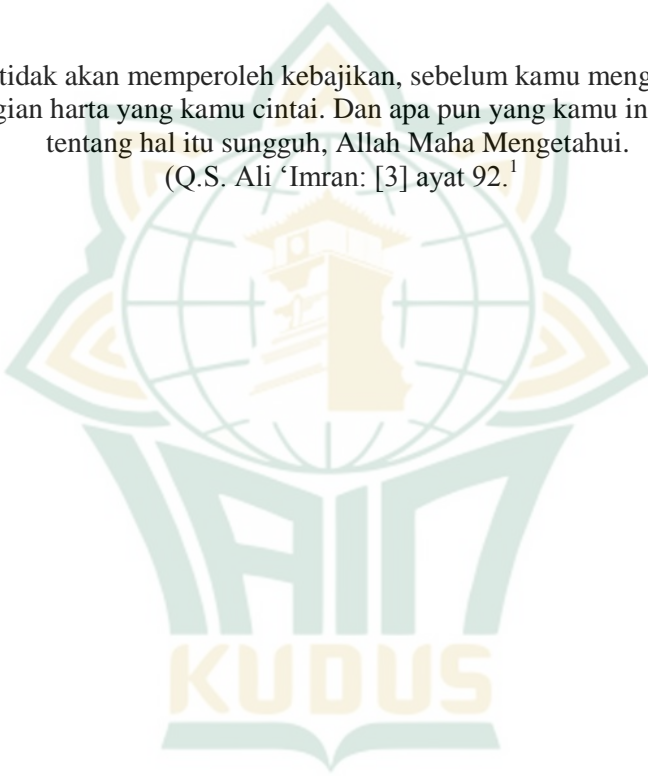 tidak akan memperoleh kebajikan, sebelum kamu meng
gian harta yang kamu cintai. Dan apa pun yang kamu in
tentang hal itu sungguh, Allah Maha Mengetahui.
(Q.S. Ali ‘Imran: [3] ayat 92.¹
IAIN
KUDUS